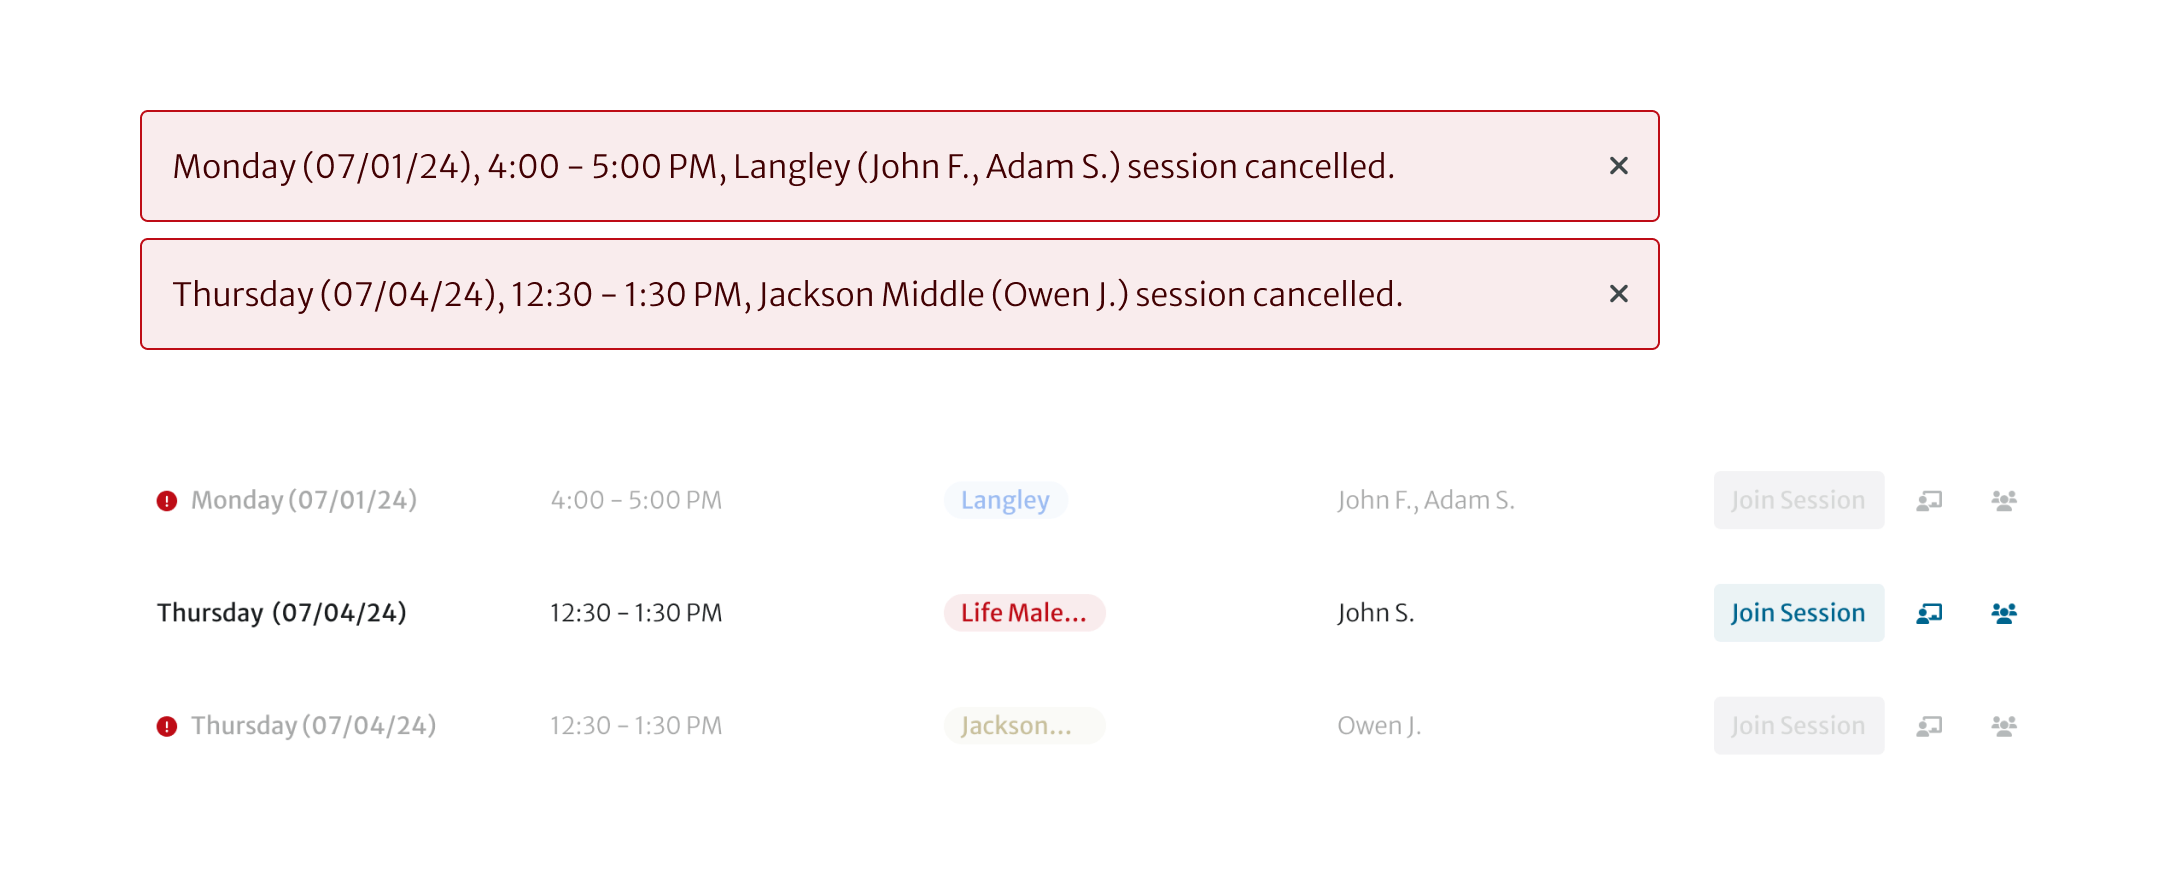 Monday (07/01/24), 4:00 – 5:00 PM, Langley (John F., Adam S.) session cancelled.
Thursday (07/04/24), 12:30 – 1:30 PM, Jackson Middle (Owen J.) session cancelled.
Monday (07/01/24) 4:00 – 5:00 PM Langley John F., Adam S. Join Session
Thursday (07/04/24) 12:30 – 1:30 PM Life Male... John S. Join Session
Thursday (07/04/24) 12:30 – 1:30 PM Jackson... Owen J. Join Session